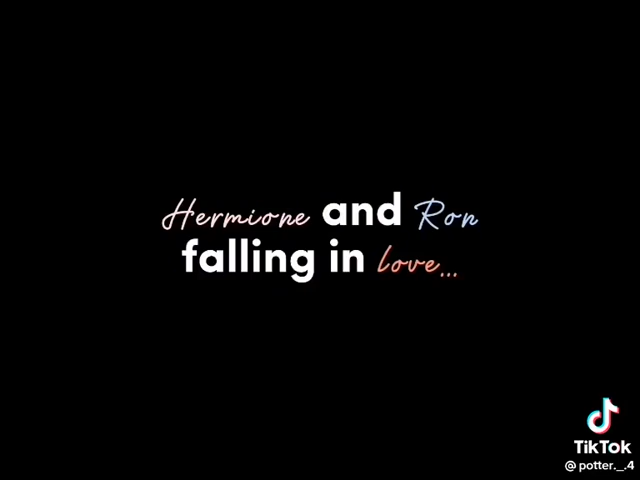 Hermione and Ron
falling in love...
TikTok
@potter._.4